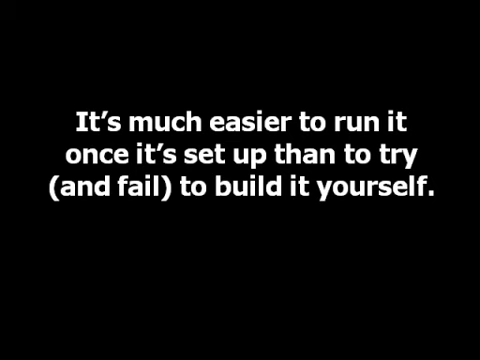 It’s much easier to run it
once it’s set up than to try
(and fail) to build it yourself.